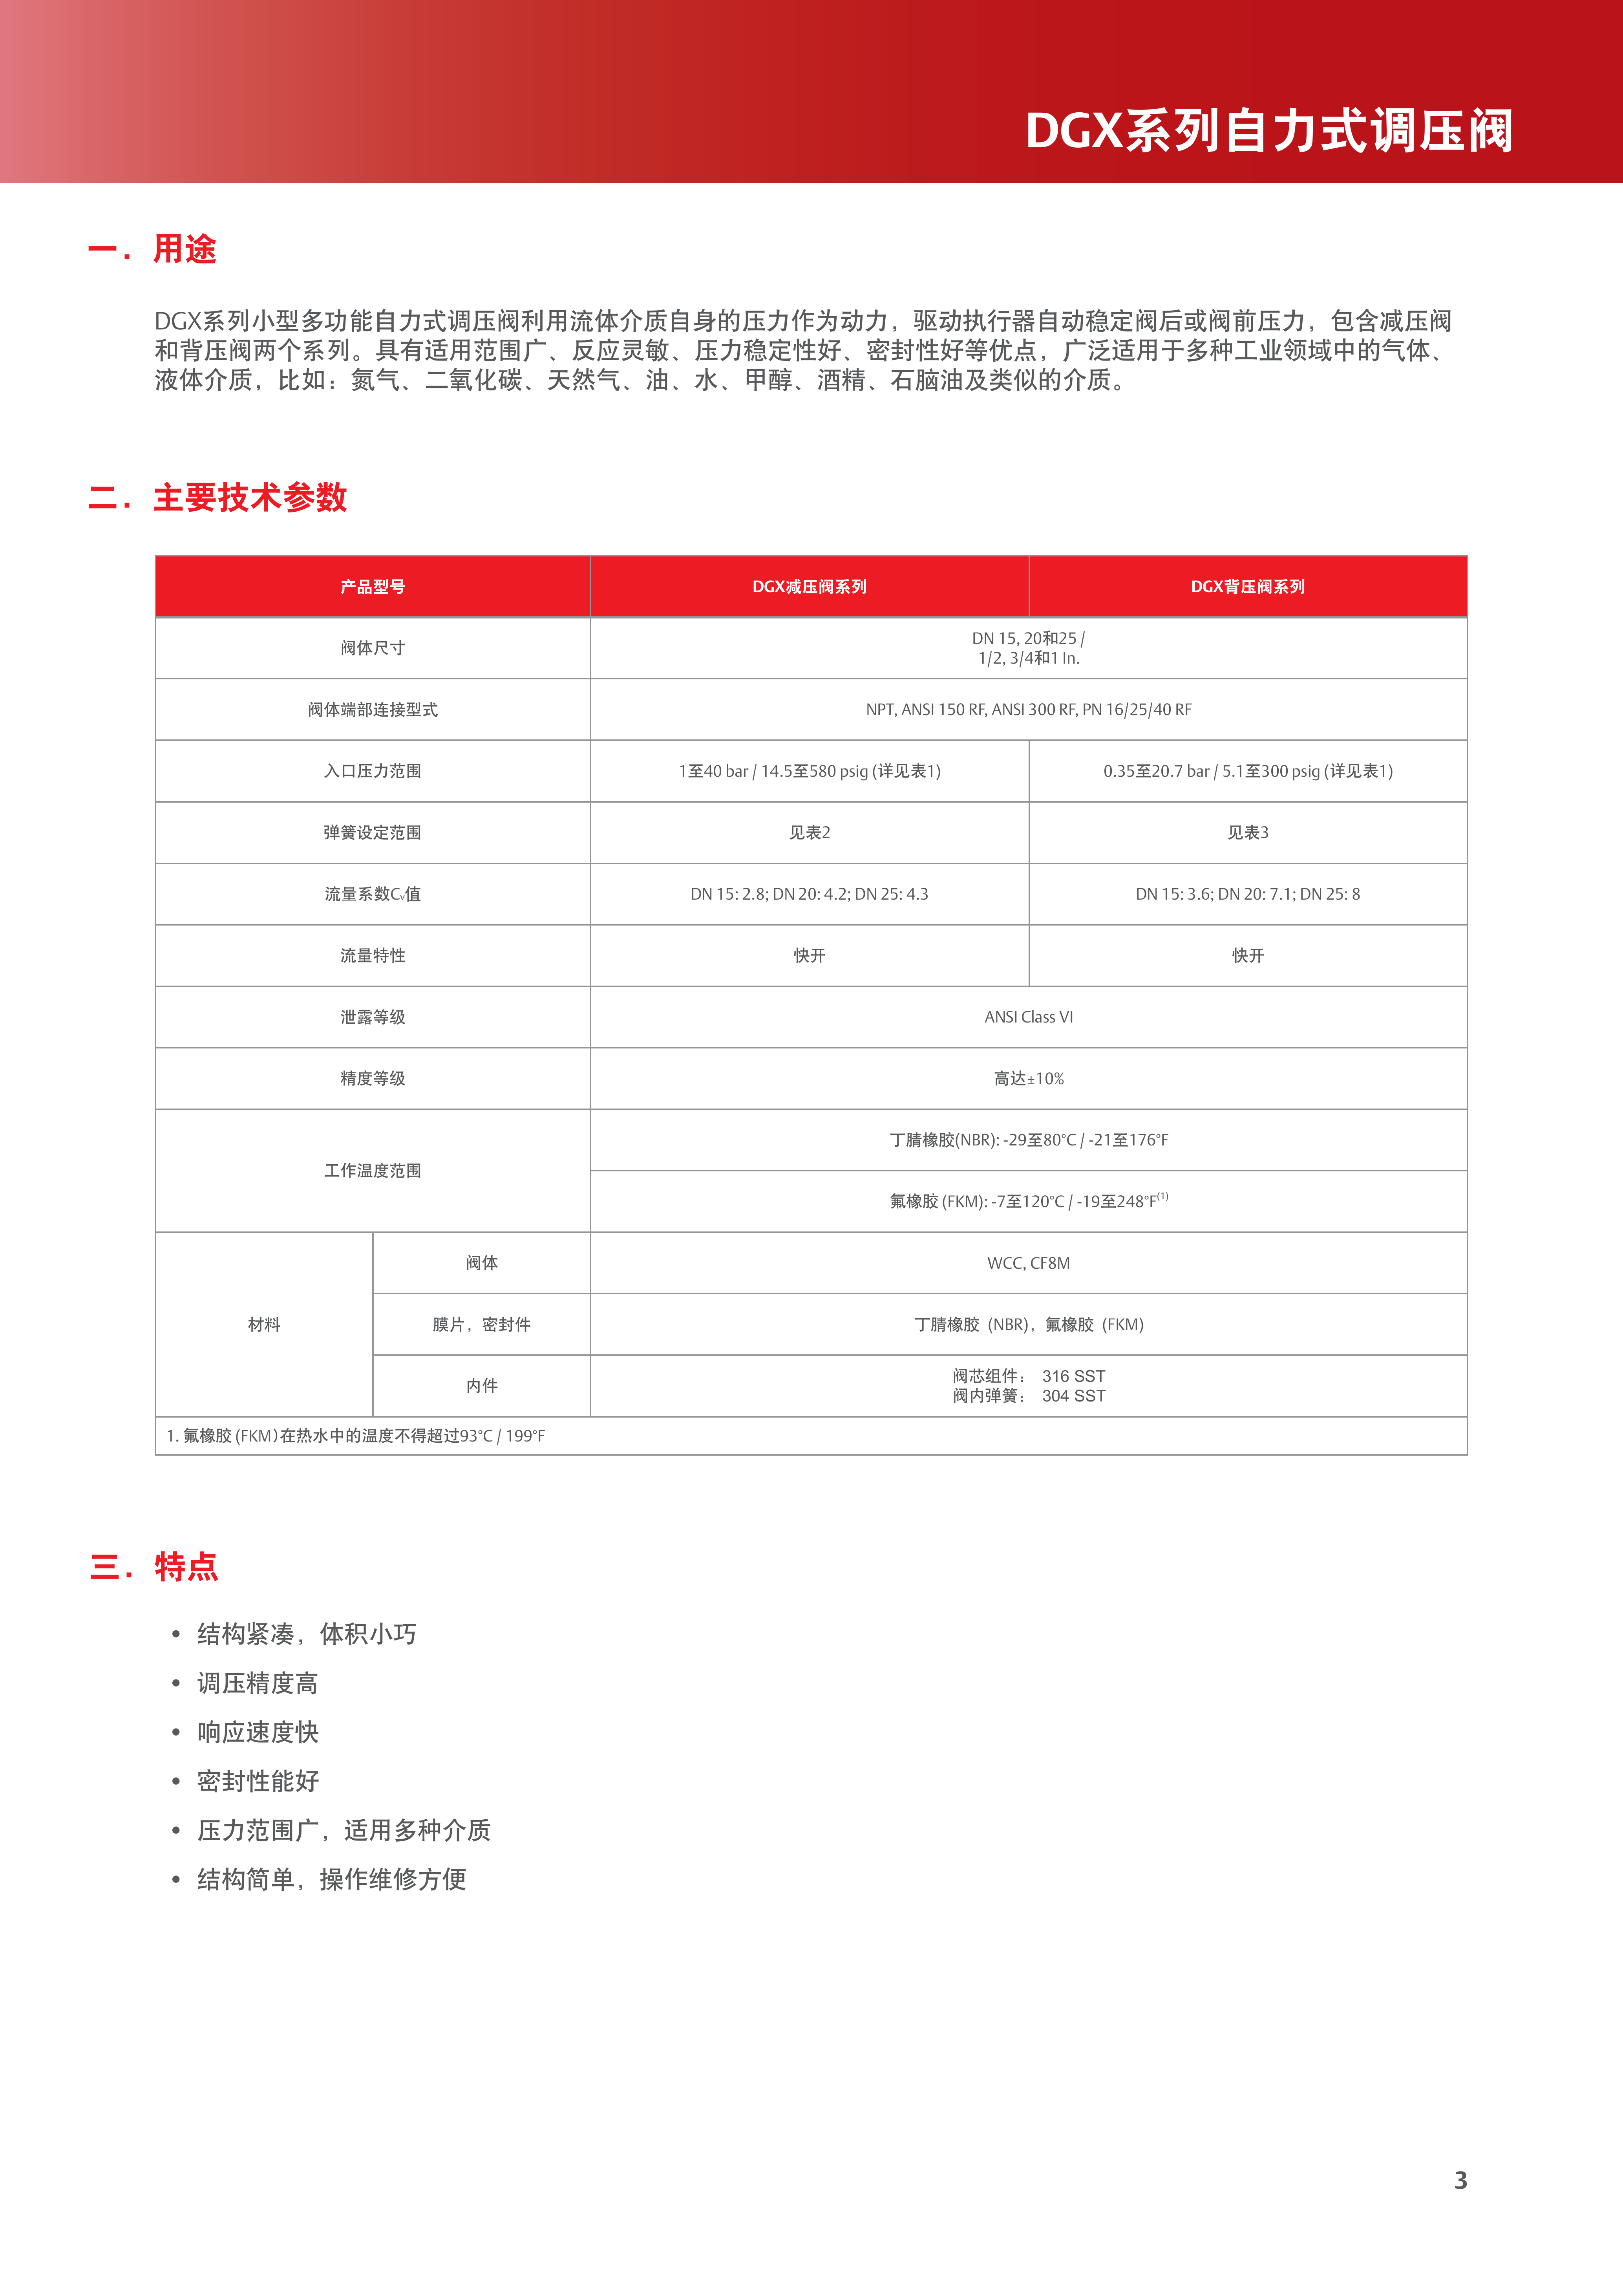 DGX系列自力式调压阀
一．用途
DGX系列小型多功能自力式调压阀利用流体介质自身的压力作为动力，驱动执行器自动稳定阀后或阀前压力，包含减压阀
和背压阀两个系列。具有适用范围广、反应灵敏、压力稳定性好、密封性好等优点，广泛适用于多种工业领域中的气体、
液体介质，比如：氮气、二氧化碳、天然气、油、水、甲醇、酒精、石脑油及类似的介质。
二．主要技术参数
产品型号 DGX减压阀系列 DGX背压阀系列
阀体尺寸 DN 15, 20和25 /
1/2, 3/4和1 In.
阀体端部连接型式 NPT, ANSI 150 RF, ANSI 300 RF, PN 16/25/40 RF
入口压力范围 1至40 bar / 14.5至580 psig (详见表1) 0.35至20.7 bar / 5.1至300 psig (详见表1)
弹簧设定范围 见表2 见表3
流量系数Cv值 DN 15: 2.8; DN 20: 4.2; DN 25: 4.3 DN 15: 3.6; DN 20: 7.1; DN 25: 8
流量特性 快开 快开
泄露等级 ANSI Class VI
精度等级 高达±10%
工作温度范围 丁腈橡胶(NBR): -29至80°C / -21至176°F
氟橡胶 (FKM): -7至120°C / -19至248°F(1)
材料 阀体 WCC, CF8M
膜片，密封件 丁腈橡胶 (NBR)，氟橡胶 (FKM)
内件 阀芯组件： 316 SST
阀内弹簧： 304 SST
1. 氟橡胶 (FKM）在热水中的温度不得超过93°C / 199°F
三．特点
• 结构紧凑，体积小巧
• 调压精度高
• 响应速度快
• 密封性能好
• 压力范围广，适用多种介质
• 结构简单，操作维修方便
3